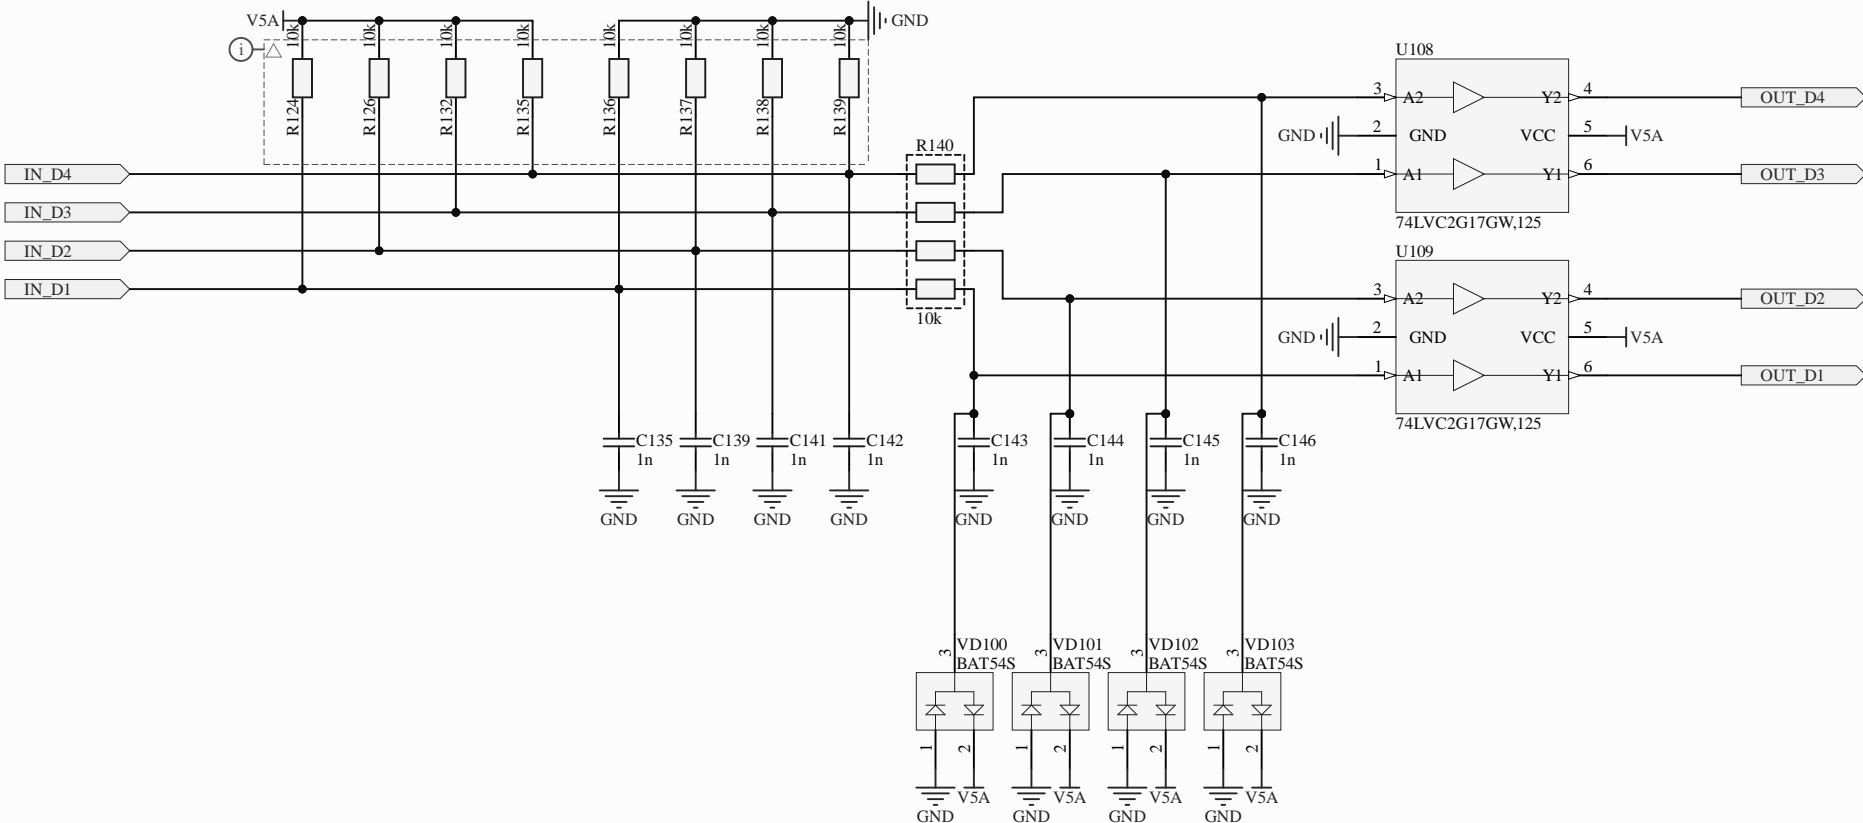 V5A
GND
i
10k 10k 10k 10k 10k 10k 10k 10k
R124 R126 R132 R135 R136 R137 R138 R139
IN_D4
IN_D3
IN_D2
IN_D1
R140
10k
U108
3 A2 Y2 4 OUT_D4
GND 2 GND VCC 5 V5A
1 A1 Y1 6 OUT_D3
74LVC2G17GW,125
U109
3 A2 Y2 4 OUT_D2
GND 2 GND VCC 5 V5A
1 A1 Y1 6 OUT_D1
74LVC2G17GW,125
C135 C139 C141 C142 C143 C144 C145 C146
1n 1n 1n 1n 1n 1n 1n 1n
GND GND GND GND GND GND GND GND
VD100 VD101 VD102 VD103
3 BAT54S 3 BAT54S 3 BAT54S 3 BAT54S
1 2 1 2 1 2 1 2
V5A V5A V5A V5A
GND GND GND GND